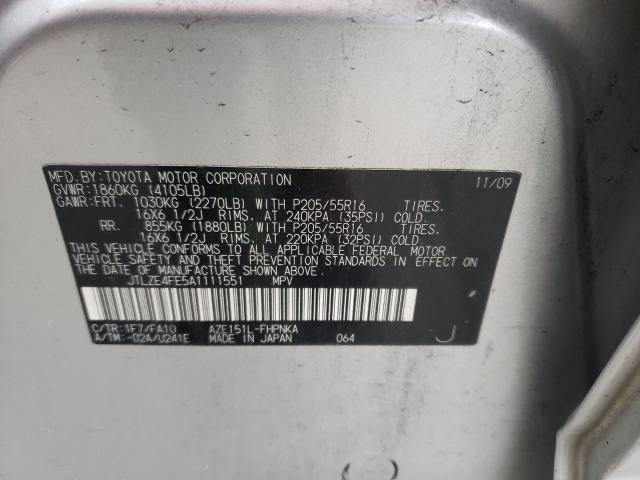 MFD. BY: TOYOTA MOTOR CORPORATION 11/09
GVWR: 1860KG (4105LB)
GAWR: FRT. 1030KG (2270LB) WITH P205/55R16 TIRES.
16X6 1/2J RIMS. AT 240KPA (35PSI) COLD
RR. 855KG (1880LB) WITH P205/55R16 TIRES.
16X6 1/2J RIMS. AT 220KPA (32PSI) COLD
THIS VEHICLE CONFORMS TO ALL APPLICABLE FEDERAL MOTOR
VEHICLE SAFETY AND THEFT PREVENTION STANDARDS IN EFFECT
ON THE DATE OF MANUFACTURE SHOWN ABOVE.
JTLZE4FE5A1111551 MPV
C/TR: 1F7/FA10 AZE151L-FHPNKA
A/TM: -02A/U241E MADE IN JAPAN 064 J